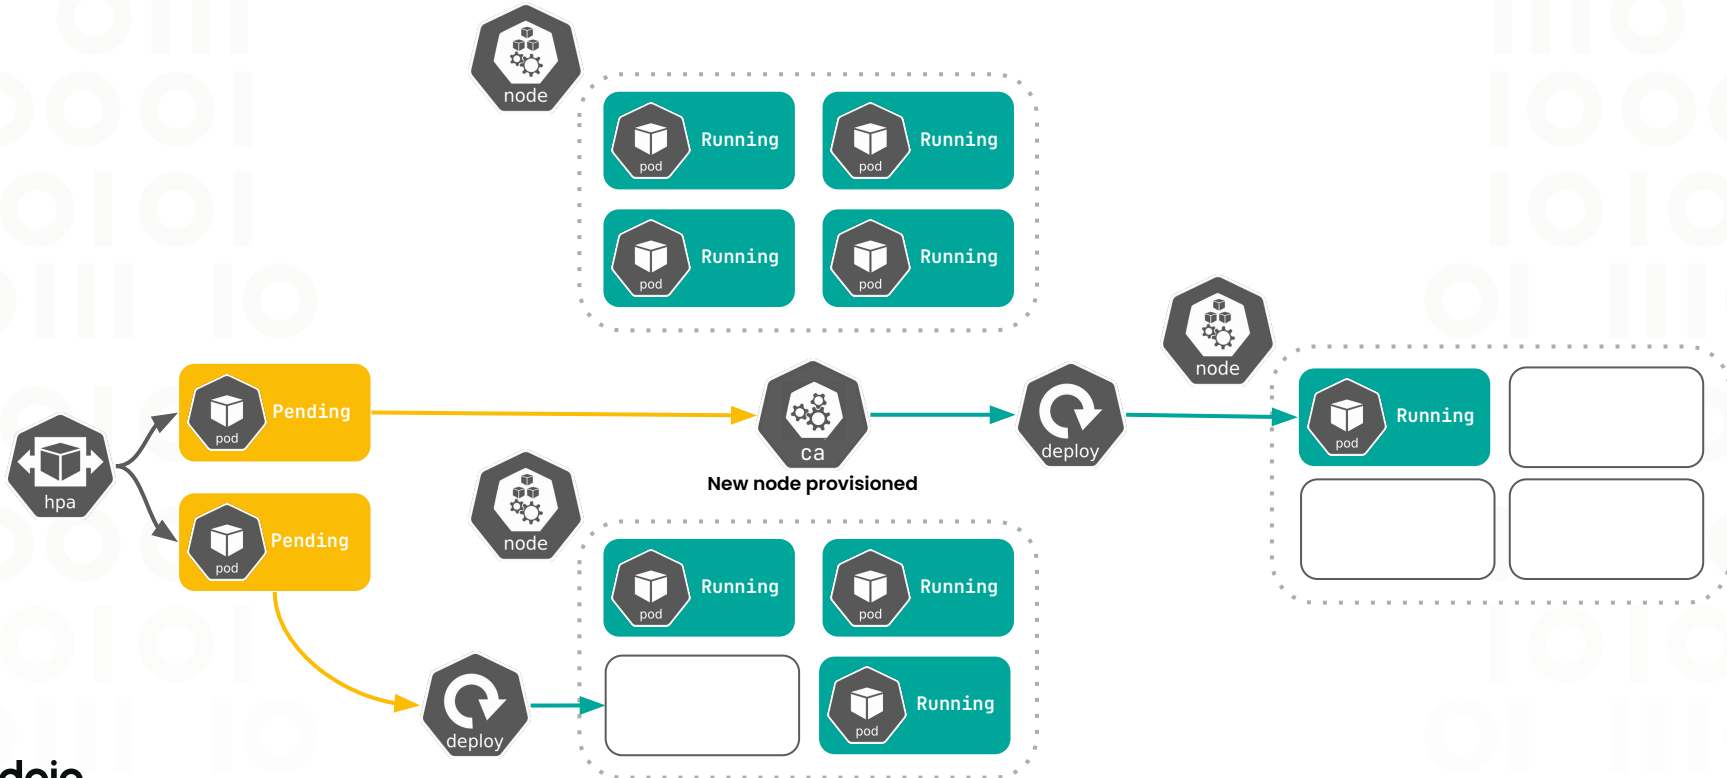 node
Running
pod
Running
pod
Running
pod
Running
pod
node
Pending
pod
ca
New node provisioned
deploy
Running
pod
hpa
Pending
pod
node
Running
pod
Running
pod
deploy
Running
pod